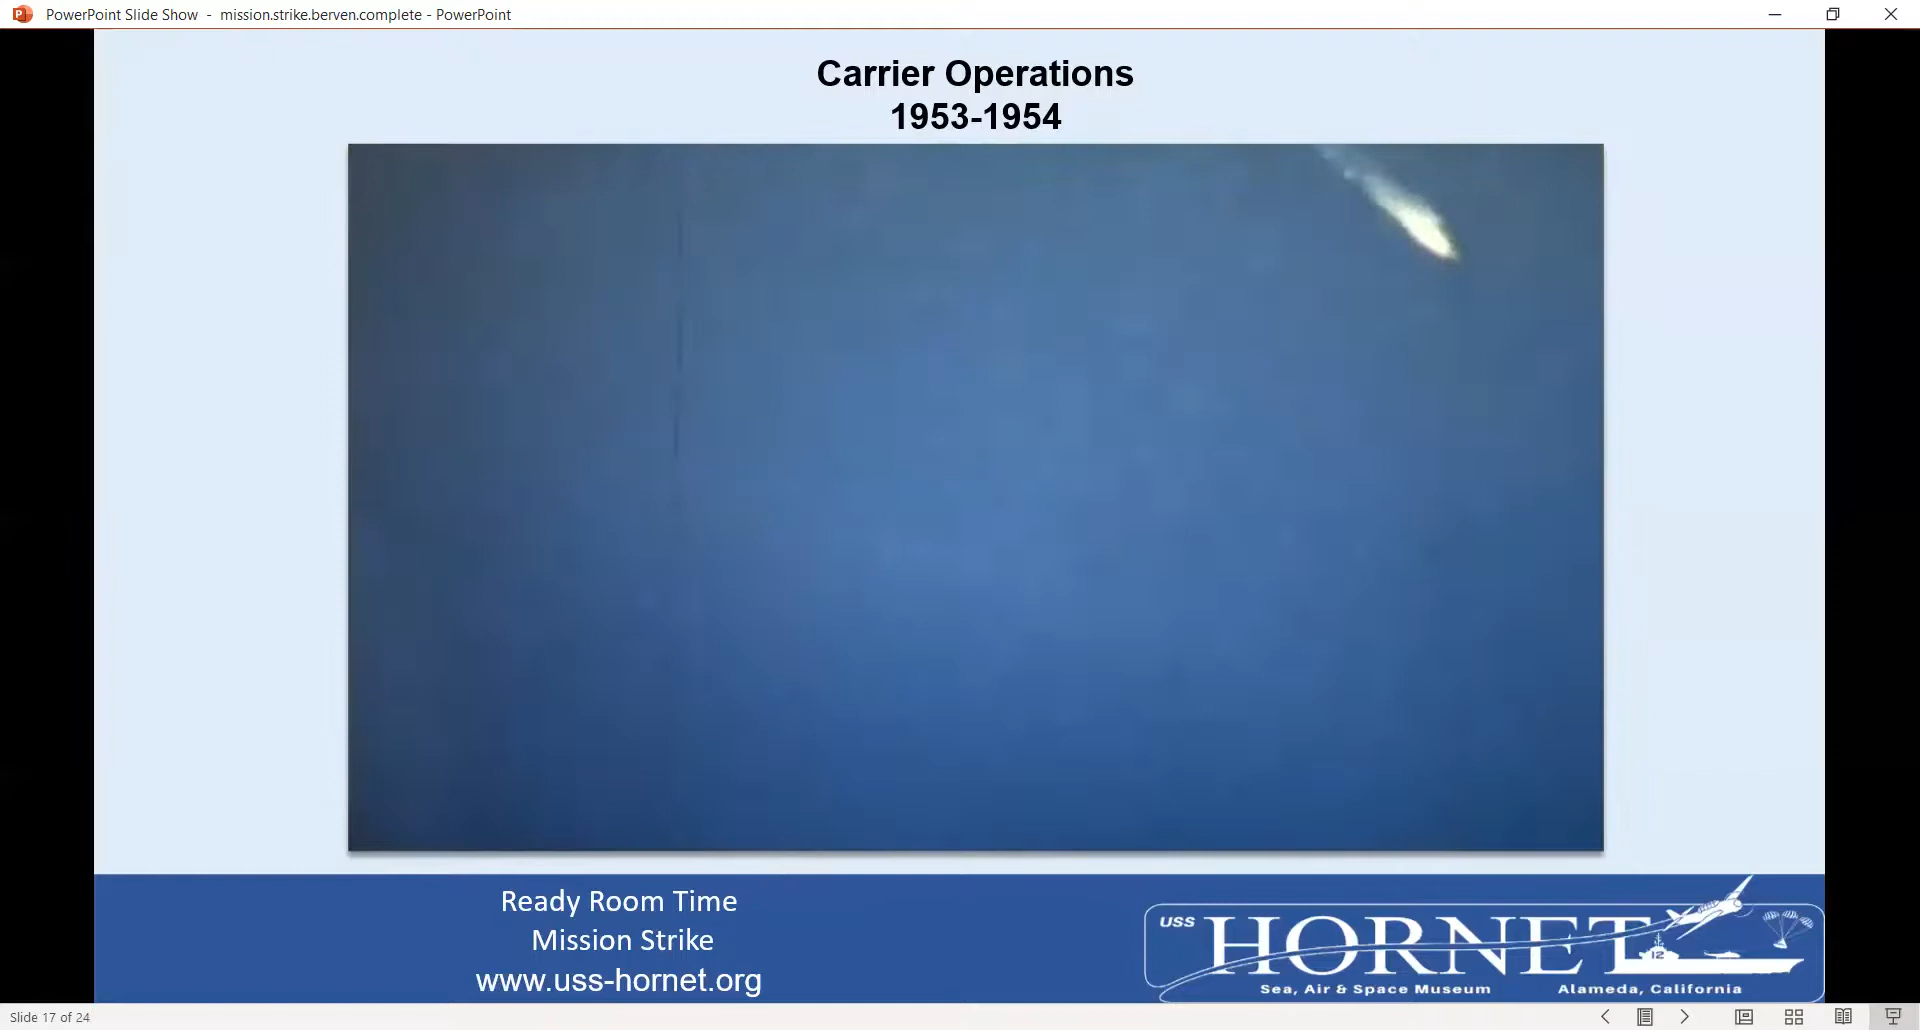 PowerPoint Slide Show - mission.strike.berven.complete - PowerPoint
Carrier Operations
1953-1954
Ready Room Time
Mission Strike
www.uss-hornet.org
USS HORNET
12
Sea, Air & Space Museum Alameda, California
Slide 17 of 24